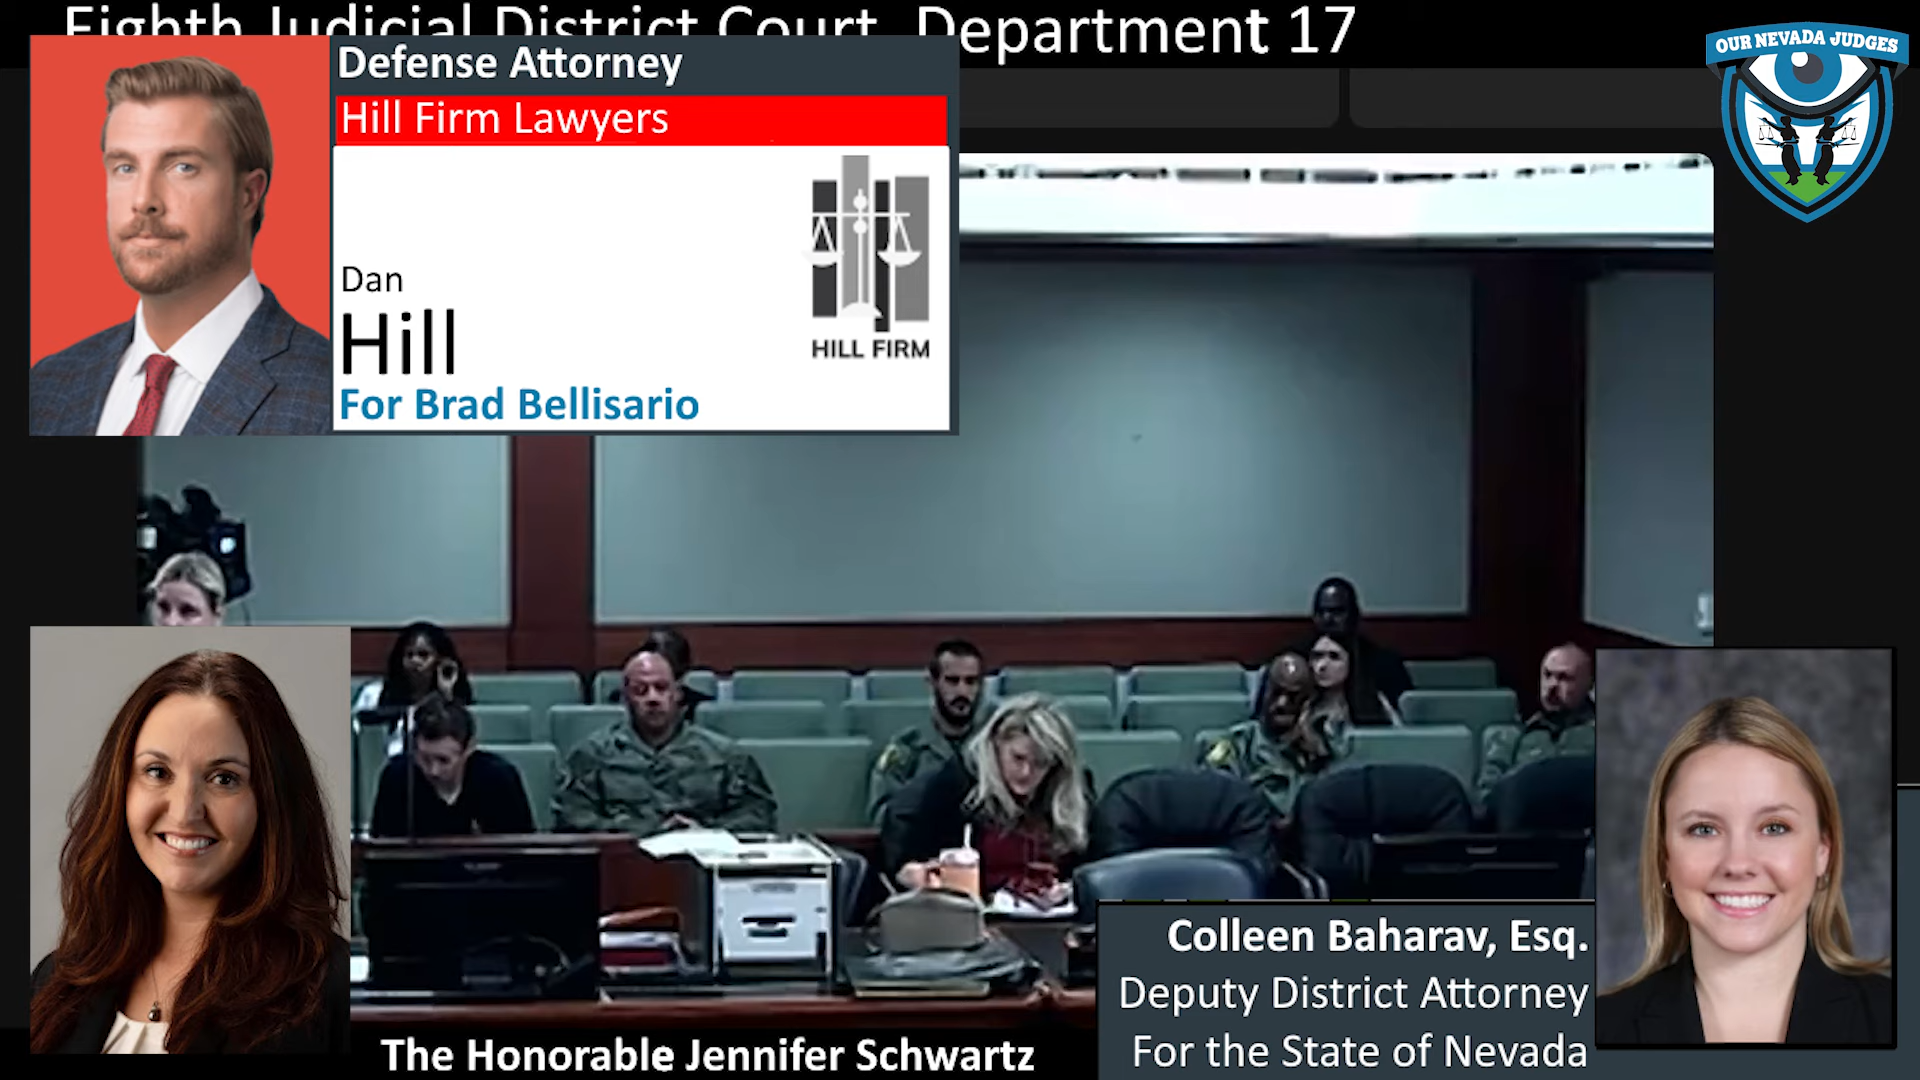 Eighth Judicial District Court, Department 17
OUR NEVADA JUDGES
Defense Attorney
Hill Firm Lawyers
Dan
Hill
For Brad Bellisario
HILL FIRM
Colleen Baharav, Esq.
Deputy District Attorney
For the State of Nevada
The Honorable Jennifer Schwartz